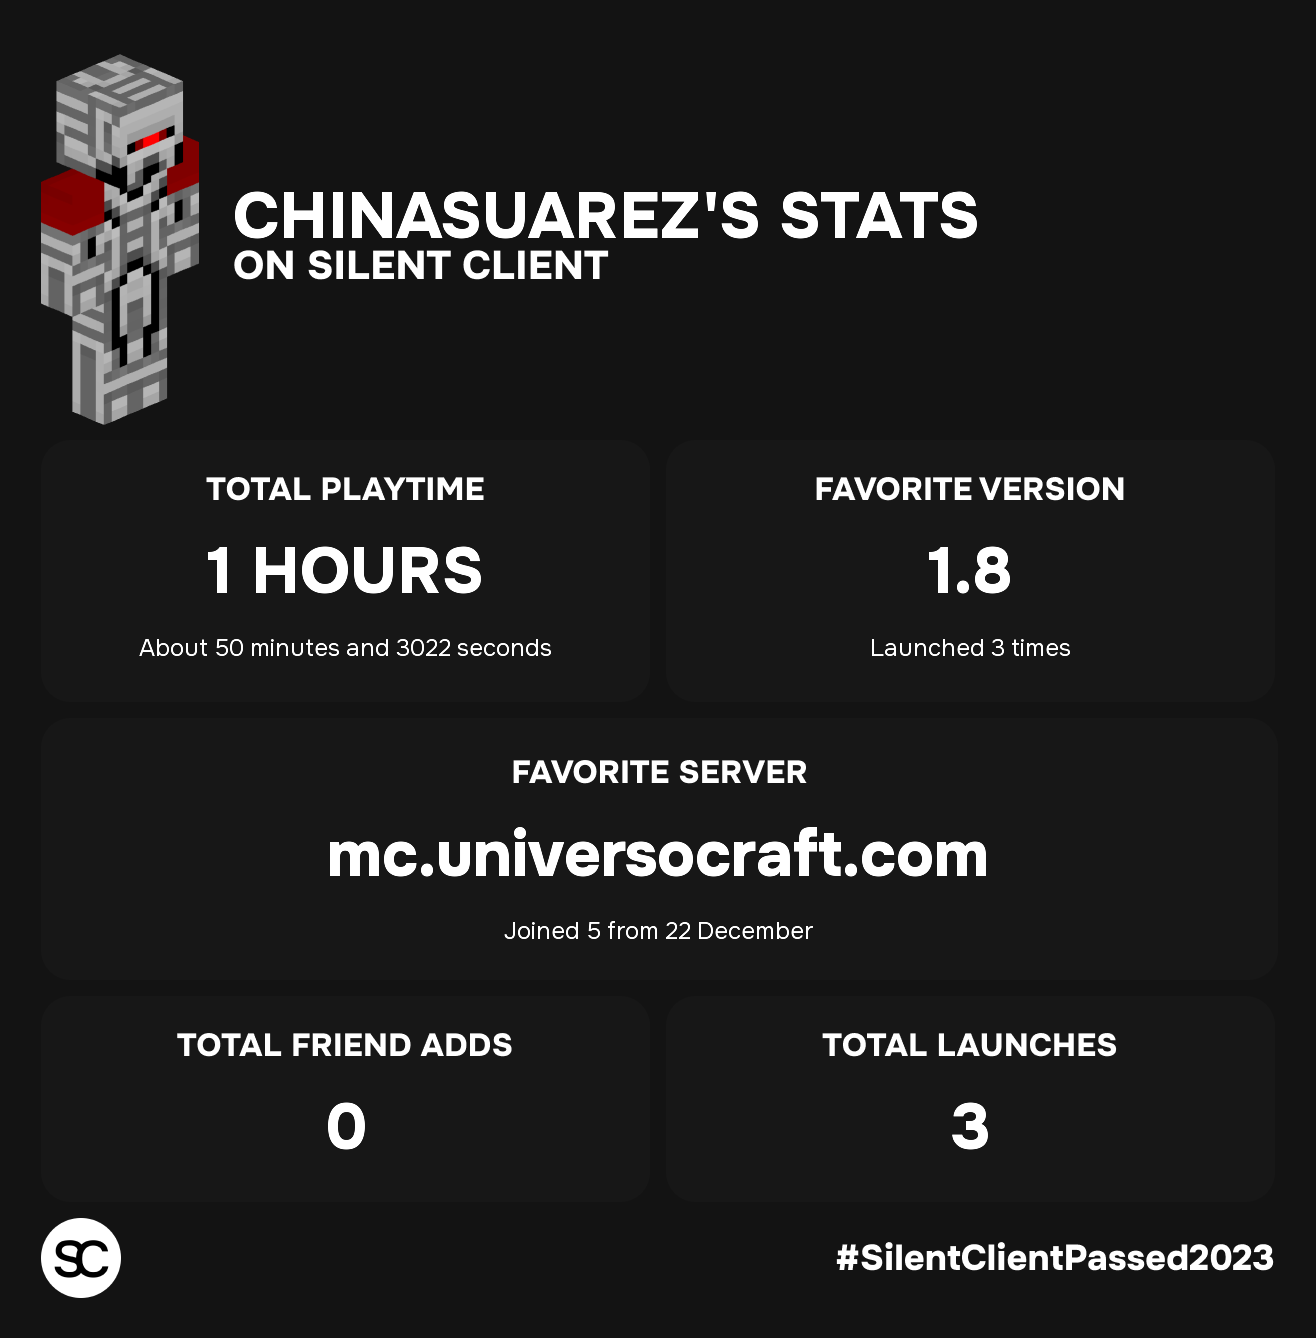 CHINASUAREZ'S STATS
ON SILENT CLIENT
TOTAL PLAYTIME
1 HOURS
About 50 minutes and 3022 seconds
FAVORITE VERSION
1.8
Launched 3 times
FAVORITE SERVER
mc.universocraft.com
Joined 5 from 22 December
TOTAL FRIEND ADDS
0
TOTAL LAUNCHES
3
SC
#SilentClientPassed2023